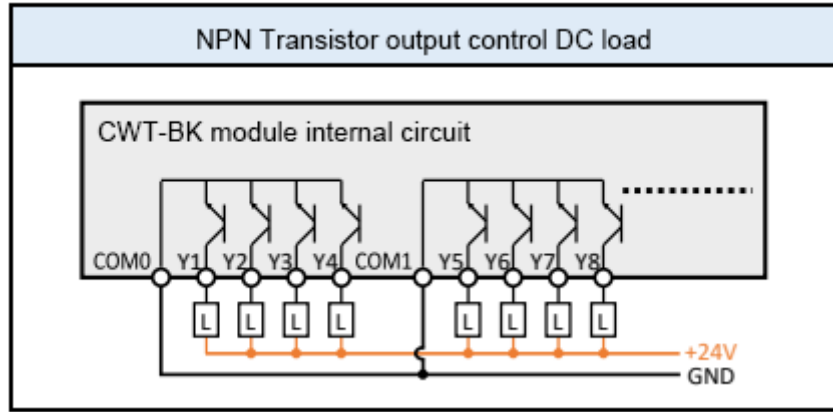 NPN Transistor output control DC load
CWT-BK module internal circuit
COM0 Y1 Y2 Y3 Y4 COM1 Y5 Y6 Y7 Y8
L L L L L L L L
+24V
GND